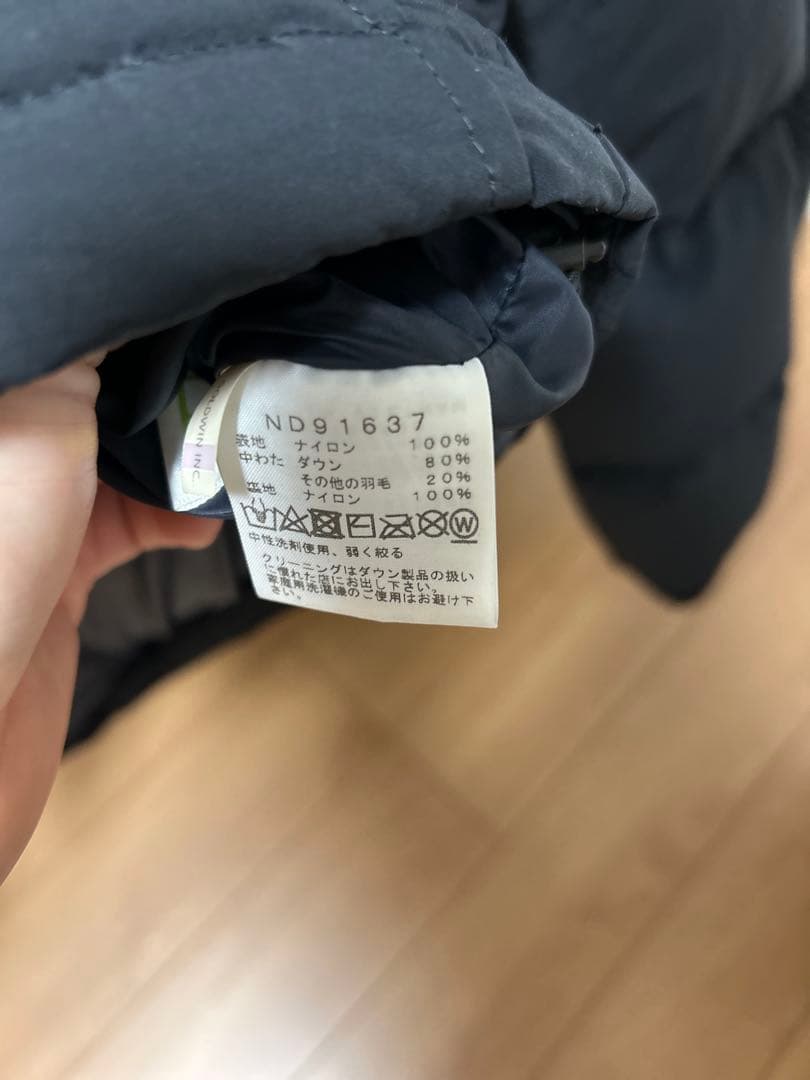 ND91637
表地 ナイロン 100%
中わた ダウン 80%
その他の羽毛 20%
裏地 ナイロン 100%
W
中性洗剤使用、弱く絞る
クリーニングはダウン製品の扱い
に慣れた店にお出し下さい。
家庭用洗濯機のご使用はお避け下
さい。
OLDWIN INC.